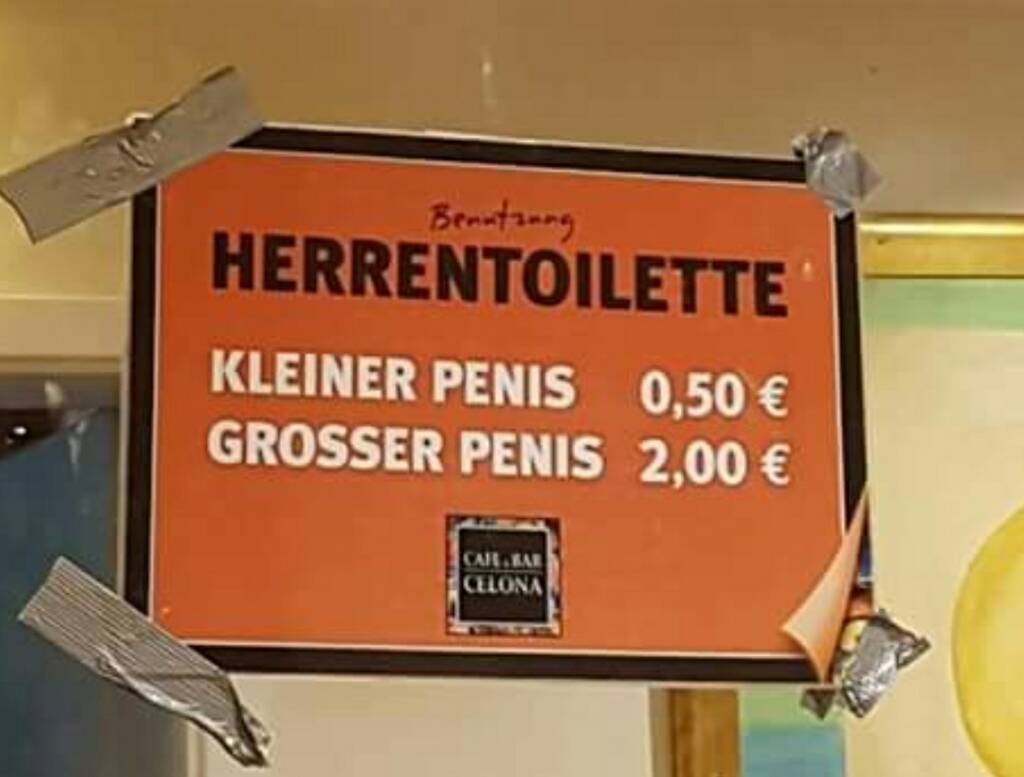 Benutzung
HERRENTOILETTE
KLEINER PENIS 0,50 €
GROSSER PENIS 2,00 €
CAFE & BAR
CELONA